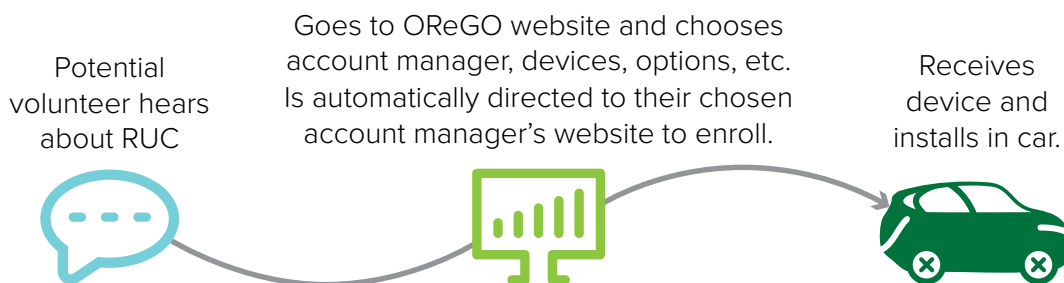 Potential
volunteer hears
about RUC
Goes to OReGO website and chooses
account manager, devices, options, etc.
Is automatically directed to their chosen
account manager's website to enroll.
Receives
device and
installs in car.